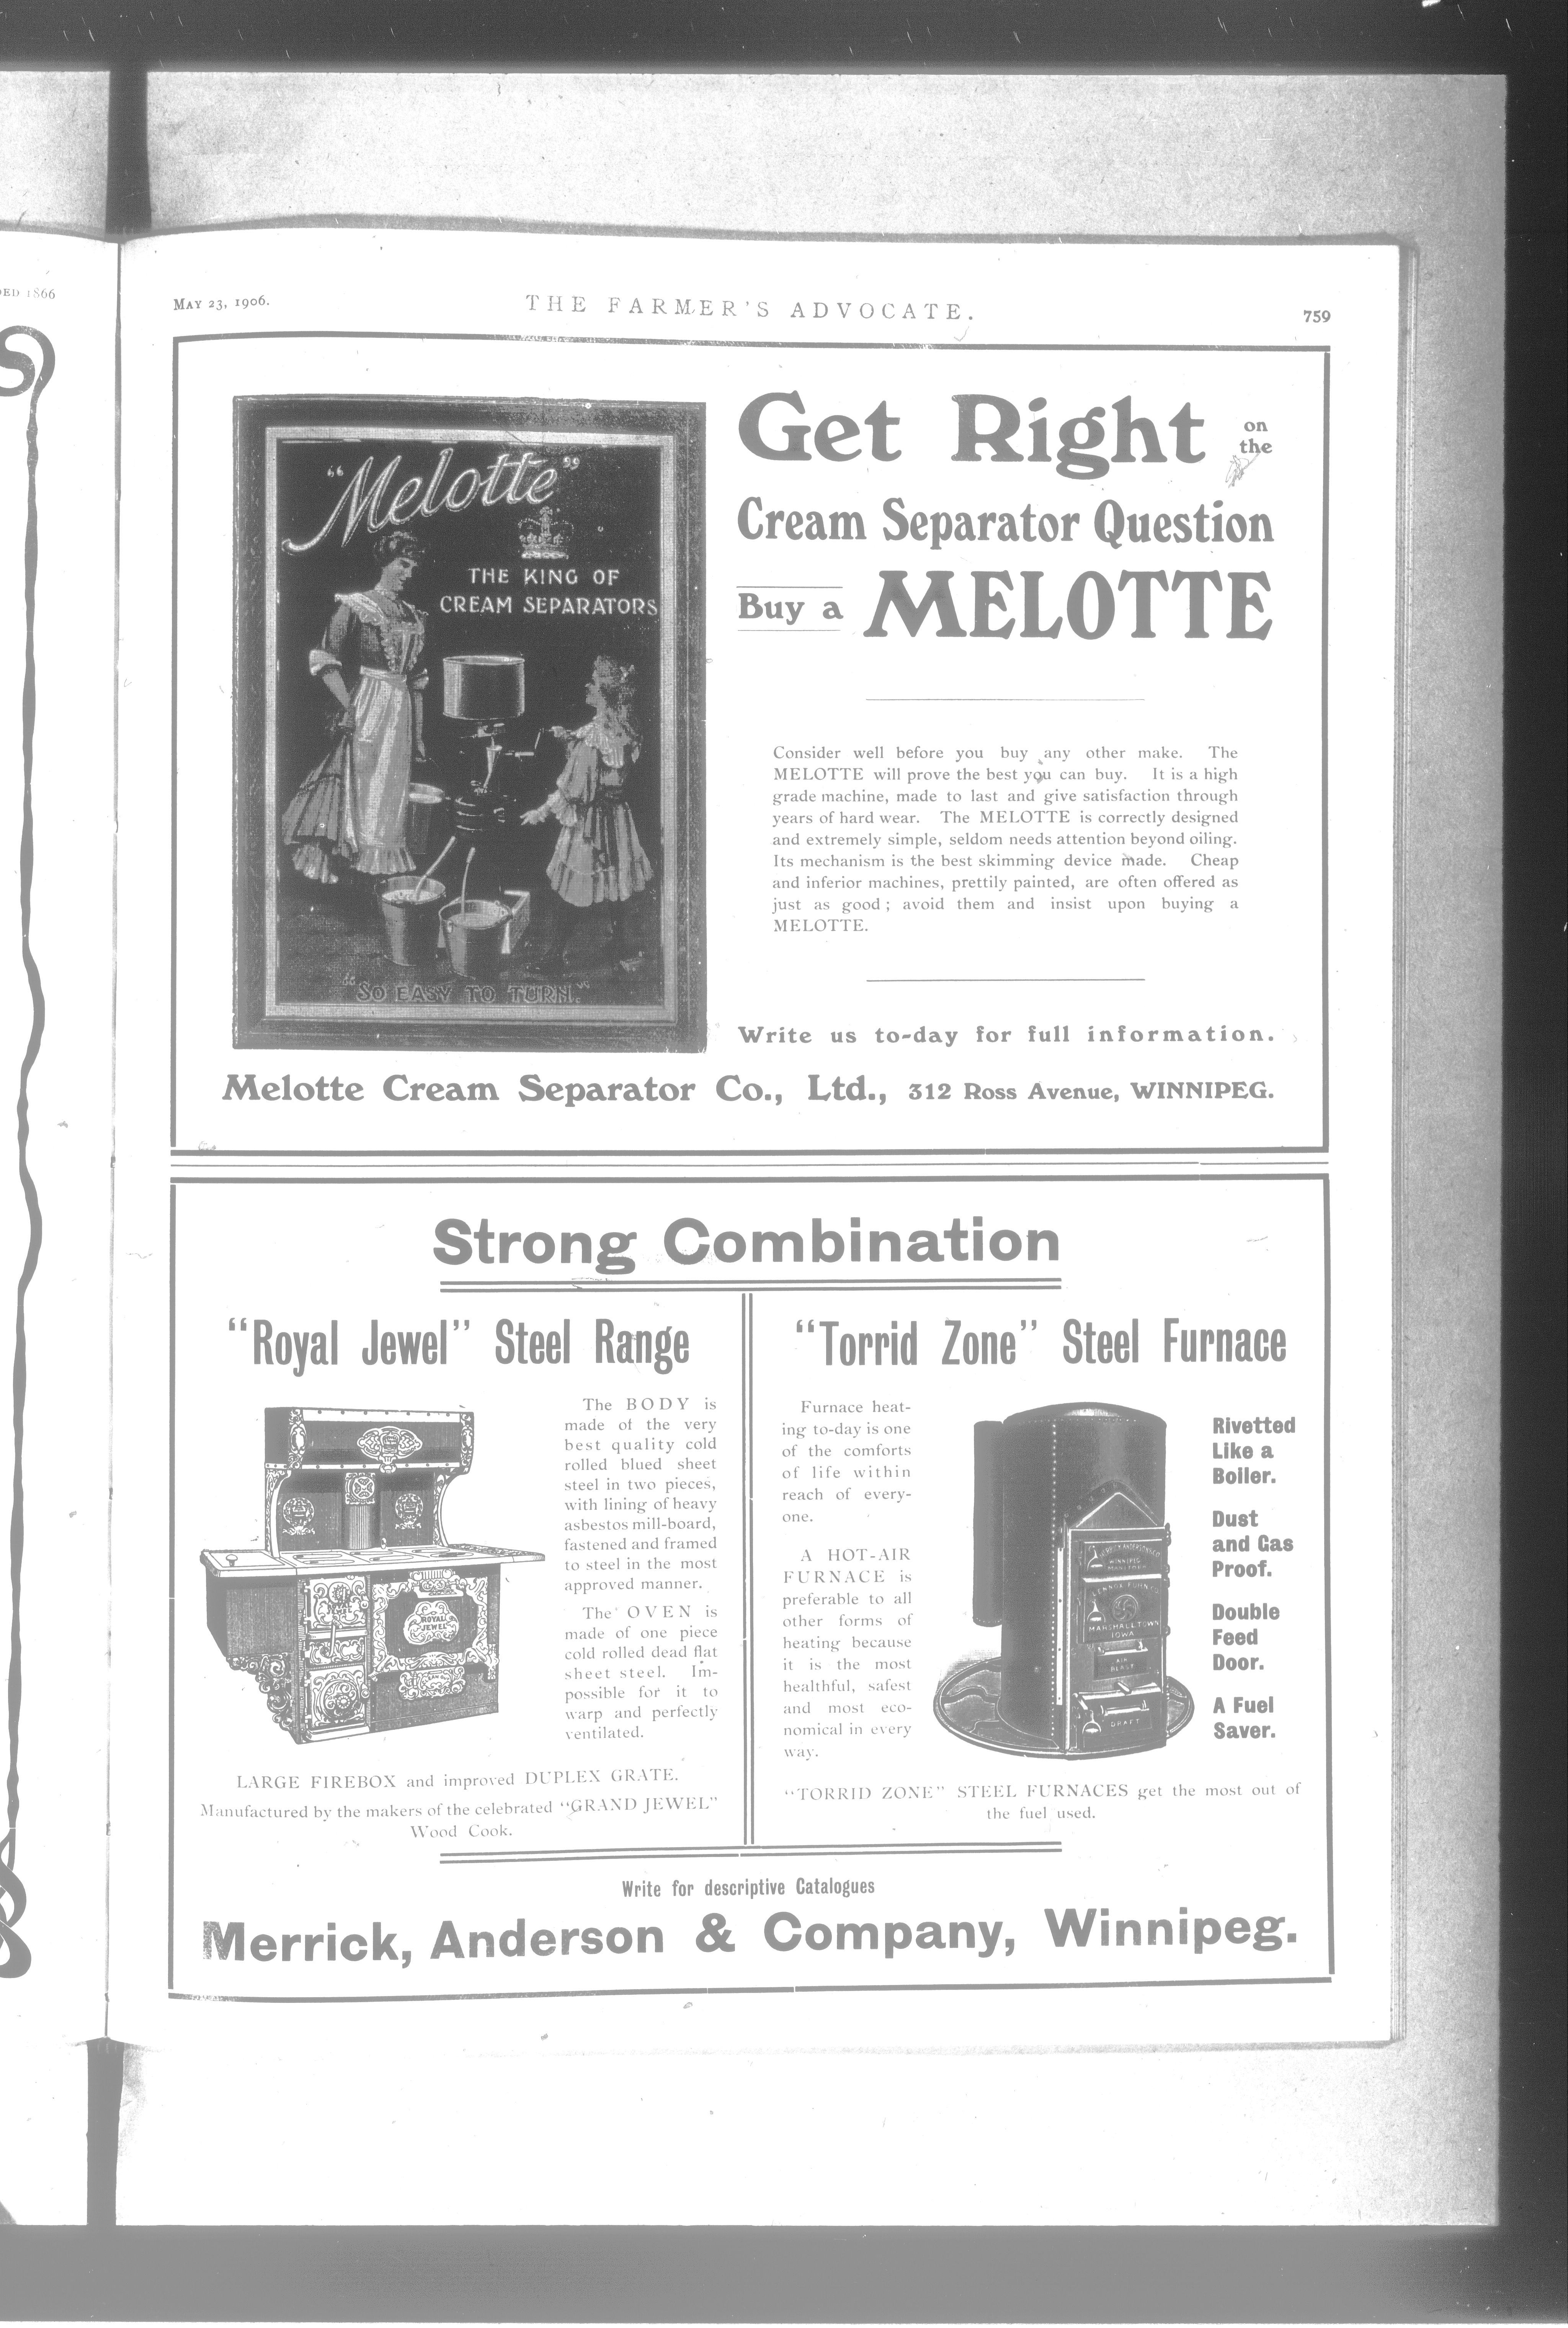 DED 1866
MAY 23, 1906.
THE FARMER'S ADVOCATE.
759
"Melotte"
THE KING OF
CREAM SEPARATORS
"SO EASY TO TURN."
Get Right on
the
Cream Separator Question
Buy a MELOTTE
Consider well before you buy any other make. The
MELOTTE will prove the best you can buy. It is a high
grade machine, made to last and give satisfaction through
years of hard wear. The MELOTTE is correctly designed
and extremely simple, seldom needs attention beyond oiling.
Its mechanism is the best skimming device made. Cheap
and inferior machines, prettily painted, are often offered as
just as good; avoid them and insist upon buying a
MELOTTE.
Write us to-day for full information.
Melotte Cream Separator Co., Ltd., 312 Ross Avenue, WINNIPEG.
Strong Combination
"Royal Jewel" Steel Range
The BODY is
made of the very
best quality cold
rolled blued sheet
steel in two pieces,
with lining of heavy
asbestos mill-board,
fastened and framed
to steel in the most
approved manner.
The OVEN is
made of one piece
cold rolled dead flat
sheet steel. Im-
possible for it to
warp and perfectly
ventilated.
ROYAL
JEWEL
LARGE FIREBOX and improved DUPLEX GRATE.
Manufactured by the makers of the celebrated "GRAND JEWEL"
Wood Cook.
"Torrid Zone" Steel Furnace
Furnace heat-
ing to-day is one
of the comforts
of life within
reach of every-
one.
A HOT-AIR
FURNACE is
preferable to all
other forms of
heating because
it is the most
healthful, safest
and most eco-
nomical in every
way.
WINNIPEG
MARSHALLTOWN
IOWA
AIR
BLAST
DRAFT
Rivetted
Like a
Boiler.
Dust
and Gas
Proof.
Double
Feed
Door.
A Fuel
Saver.
"TORRID ZONE" STEEL FURNACES get the most out of
the fuel used.
Write for descriptive Catalogues
Merrick, Anderson & Company, Winnipeg.